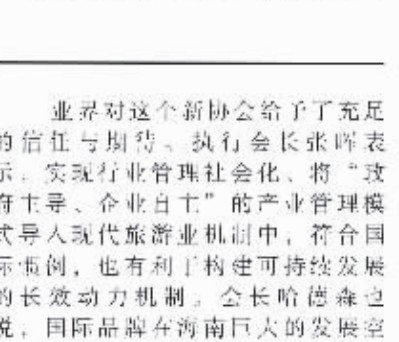 业界对这个新协会给予了充足
的信任与期待。执行会长张晖表
示，实现行业管理社会化、将“政
府主导、企业自主”的产业管理模
式导入现代旅游业机制中，符合国
际惯例，也有利于构建可持续发展
的长效动力机制。会长哈德森也
说，国际品牌在海南巨大的发展空